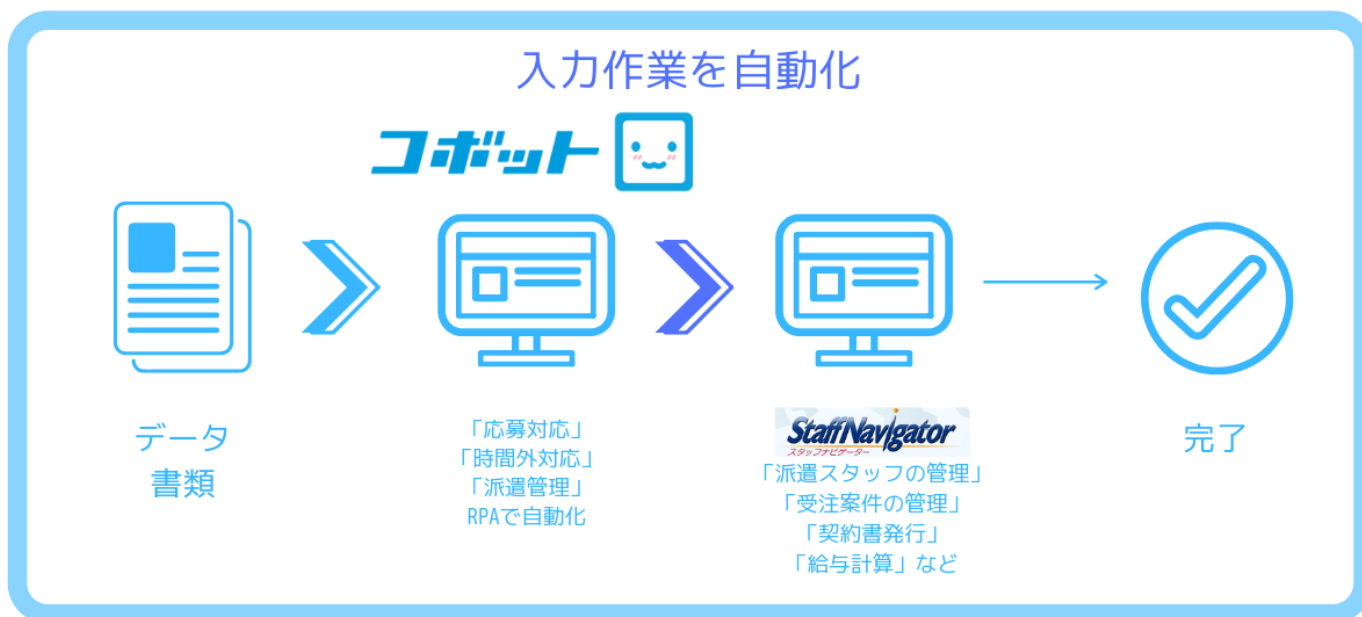 入力作業を自動化
コボット
データ
書類
「応募対応」
「時間外対応」
「派遣管理」
RPAで自動化
StaffNavigator
スタッフナビゲーター
「派遣スタッフの管理」
「受注案件の管理」
「契約書発行」
「給与計算」など
完了